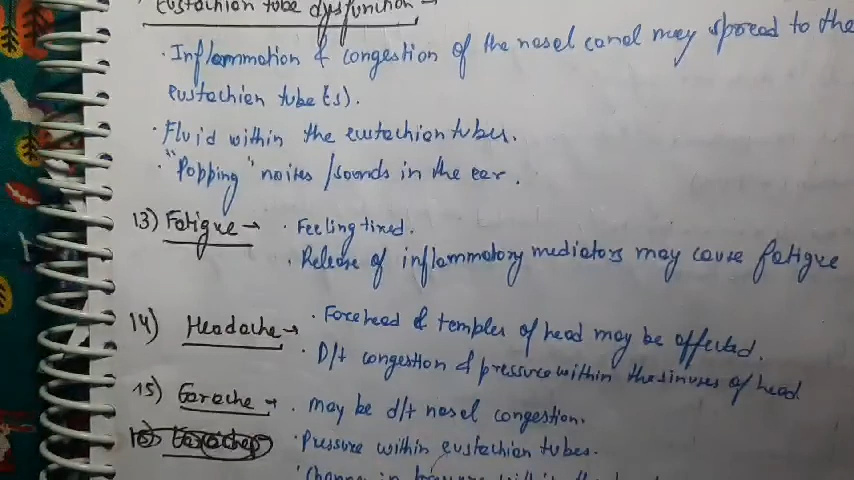 Eustachian tube dysfunction →
· Inflammation & congestion of the nasal canal may spread to the
eustachian tube(s).
· Fluid within the eustachian tubes.
· "Popping" noises / sounds in the ear.
13) Fatigue → · Feeling tired.
· Release of inflammatory mediators may cause fatigue
14) Headache → · Forehead & temples of head may be affected.
· D/t congestion & pressure within the sinuses of head
15) Earache → · may be d/t nasal congestion.
· Pressure within eustachian tubes.
· Change in